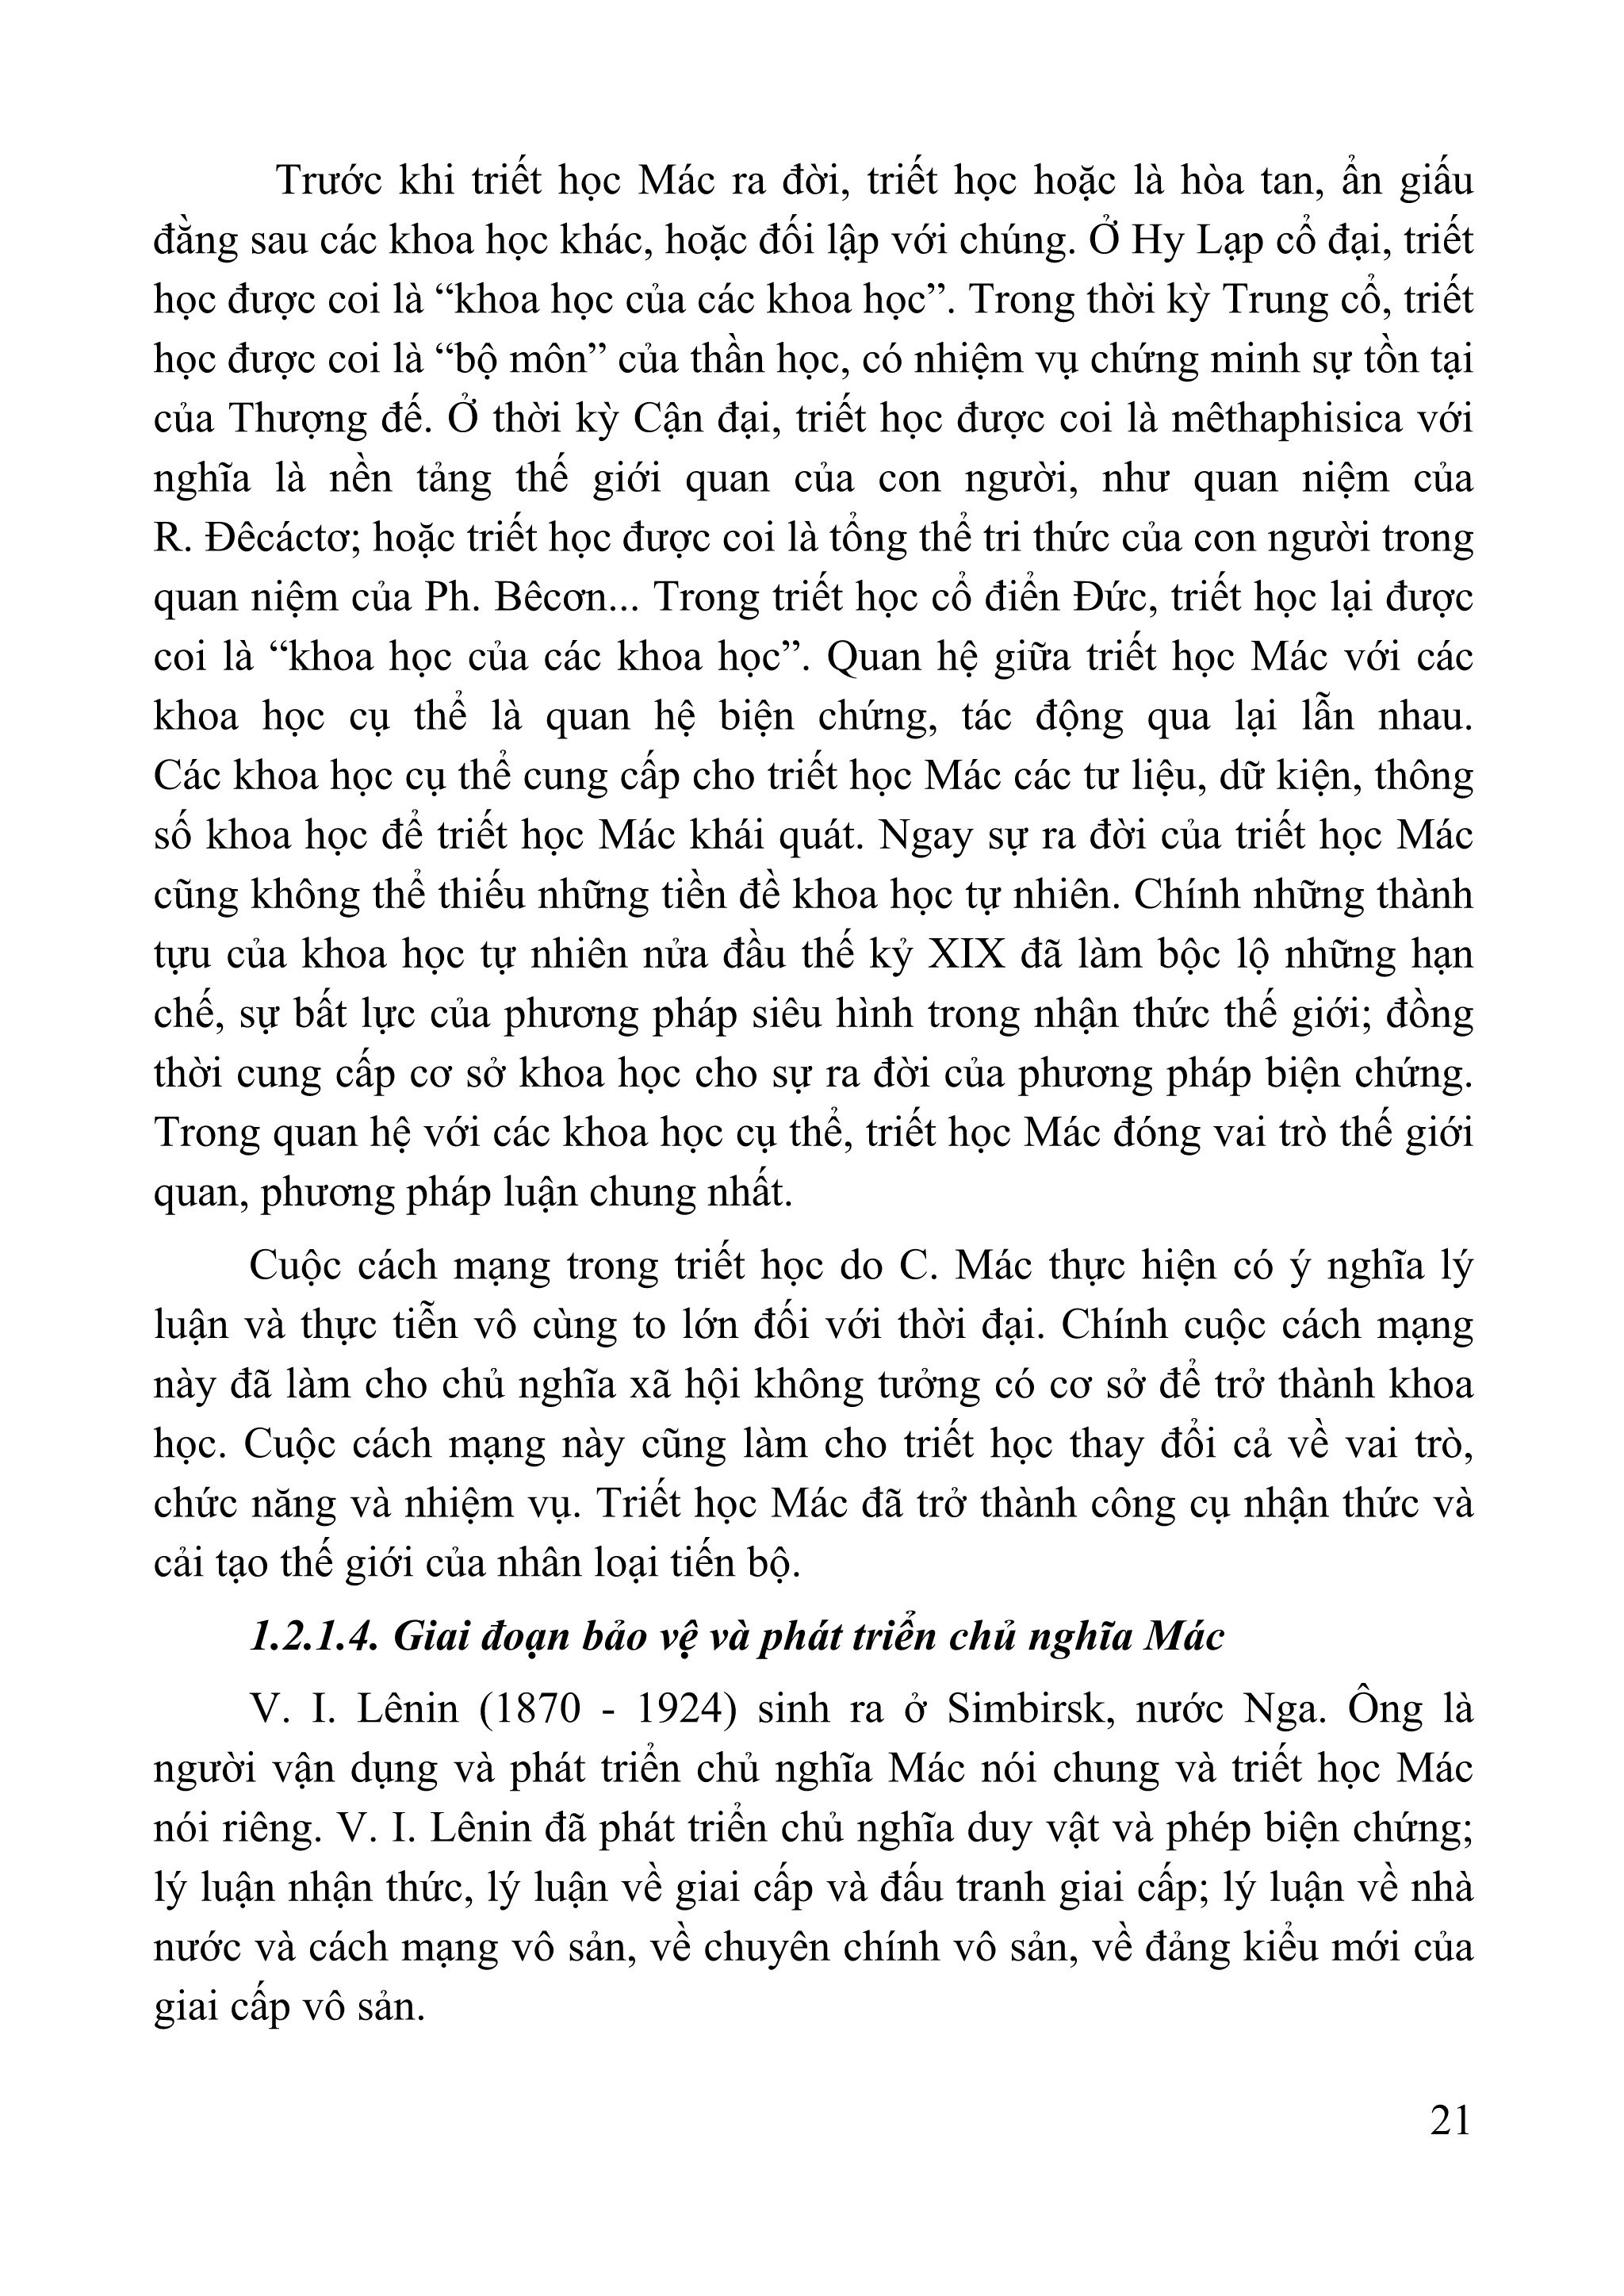 Trước khi triết học Mác ra đời, triết học hoặc là hòa tan, ẩn giấu
đằng sau các khoa học khác, hoặc đối lập với chúng. Ở Hy Lạp cổ đại, triết
học được coi là “khoa học của các khoa học”. Trong thời kỳ Trung cổ, triết
học được coi là “bộ môn” của thần học, có nhiệm vụ chứng minh sự tồn tại
của Thượng đế. Ở thời kỳ Cận đại, triết học được coi là mêthaphisica với
nghĩa là nền tảng thế giới quan của con người, như quan niệm của
R. Đêcáctơ; hoặc triết học được coi là tổng thể tri thức của con người trong
quan niệm của Ph. Bêcơn... Trong triết học cổ điển Đức, triết học lại được
coi là “khoa học của các khoa học”. Quan hệ giữa triết học Mác với các
khoa học cụ thể là quan hệ biện chứng, tác động qua lại lẫn nhau.
Các khoa học cụ thể cung cấp cho triết học Mác các tư liệu, dữ kiện, thông
số khoa học để triết học Mác khái quát. Ngay sự ra đời của triết học Mác
cũng không thể thiếu những tiền đề khoa học tự nhiên. Chính những thành
tựu của khoa học tự nhiên nửa đầu thế kỷ XIX đã làm bộc lộ những hạn
chế, sự bất lực của phương pháp siêu hình trong nhận thức thế giới; đồng
thời cung cấp cơ sở khoa học cho sự ra đời của phương pháp biện chứng.
Trong quan hệ với các khoa học cụ thể, triết học Mác đóng vai trò thế giới
quan, phương pháp luận chung nhất.
Cuộc cách mạng trong triết học do C. Mác thực hiện có ý nghĩa lý
luận và thực tiễn vô cùng to lớn đối với thời đại. Chính cuộc cách mạng
này đã làm cho chủ nghĩa xã hội không tưởng có cơ sở để trở thành khoa
học. Cuộc cách mạng này cũng làm cho triết học thay đổi cả về vai trò,
chức năng và nhiệm vụ. Triết học Mác đã trở thành công cụ nhận thức và
cải tạo thế giới của nhân loại tiến bộ.
1.2.1.4. Giai đoạn bảo vệ và phát triển chủ nghĩa Mác
V. I. Lênin (1870 - 1924) sinh ra ở Simbirsk, nước Nga. Ông là
người vận dụng và phát triển chủ nghĩa Mác nói chung và triết học Mác
nói riêng. V. I. Lênin đã phát triển chủ nghĩa duy vật và phép biện chứng;
lý luận nhận thức, lý luận về giai cấp và đấu tranh giai cấp; lý luận về nhà
nước và cách mạng vô sản, về chuyên chính vô sản, về đảng kiểu mới của
giai cấp vô sản.
21